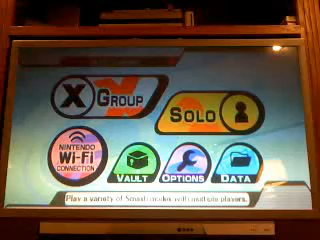 X GROUP
SOLO
NINTENDO
Wi-Fi
CONNECTION
VAULT
OPTIONS
DATA
Play a variety of Smash modes with multiple players.